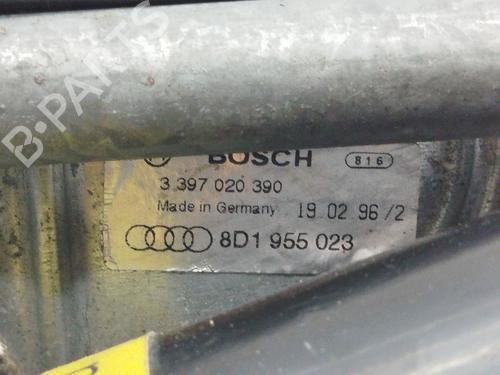 B-PARTS
BOSCH 816
3 397 020 390
Made in Germany 19 02 96/2
8D1 955 023